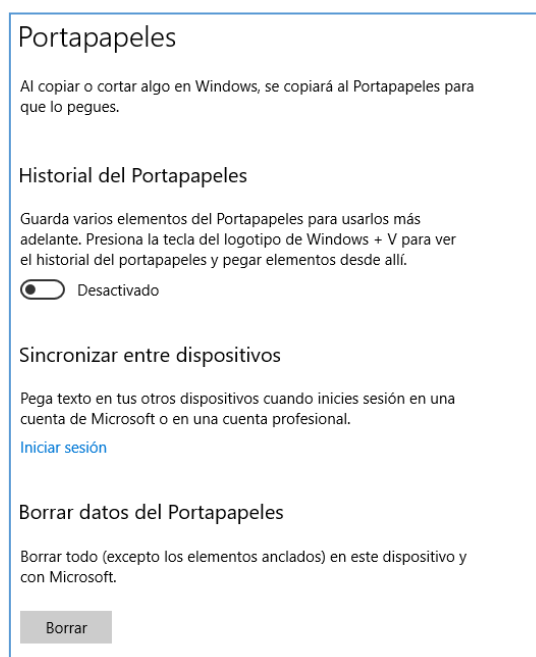 Portapapeles
Al copiar o cortar algo en Windows, se copiará al Portapapeles para
que lo pegues.
Historial del Portapapeles
Guarda varios elementos del Portapapeles para usarlos más
adelante. Presiona la tecla del logotipo de Windows + V para ver
el historial del portapapeles y pegar elementos desde allí.
Desactivado
Sincronizar entre dispositivos
Pega texto en tus otros dispositivos cuando inicies sesión en una
cuenta de Microsoft o en una cuenta profesional.
Iniciar sesión
Borrar datos del Portapapeles
Borrar todo (excepto los elementos anclados) en este dispositivo y
con Microsoft.
Borrar